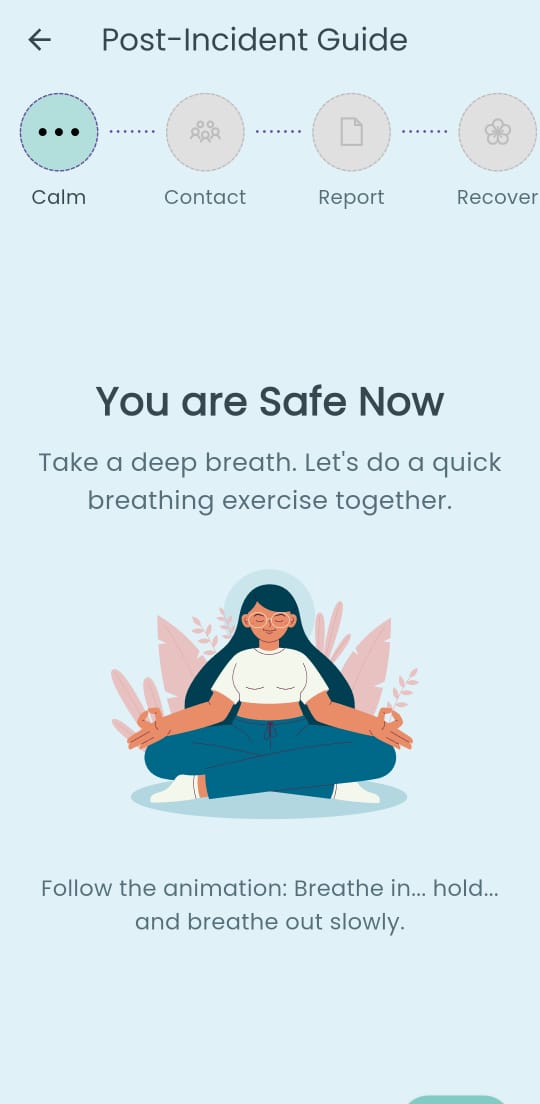 Post-Incident Guide
Calm
Contact
Report
Recover
You are Safe Now
Take a deep breath. Let's do a quick
breathing exercise together.
Follow the animation: Breathe in... hold...
and breathe out slowly.